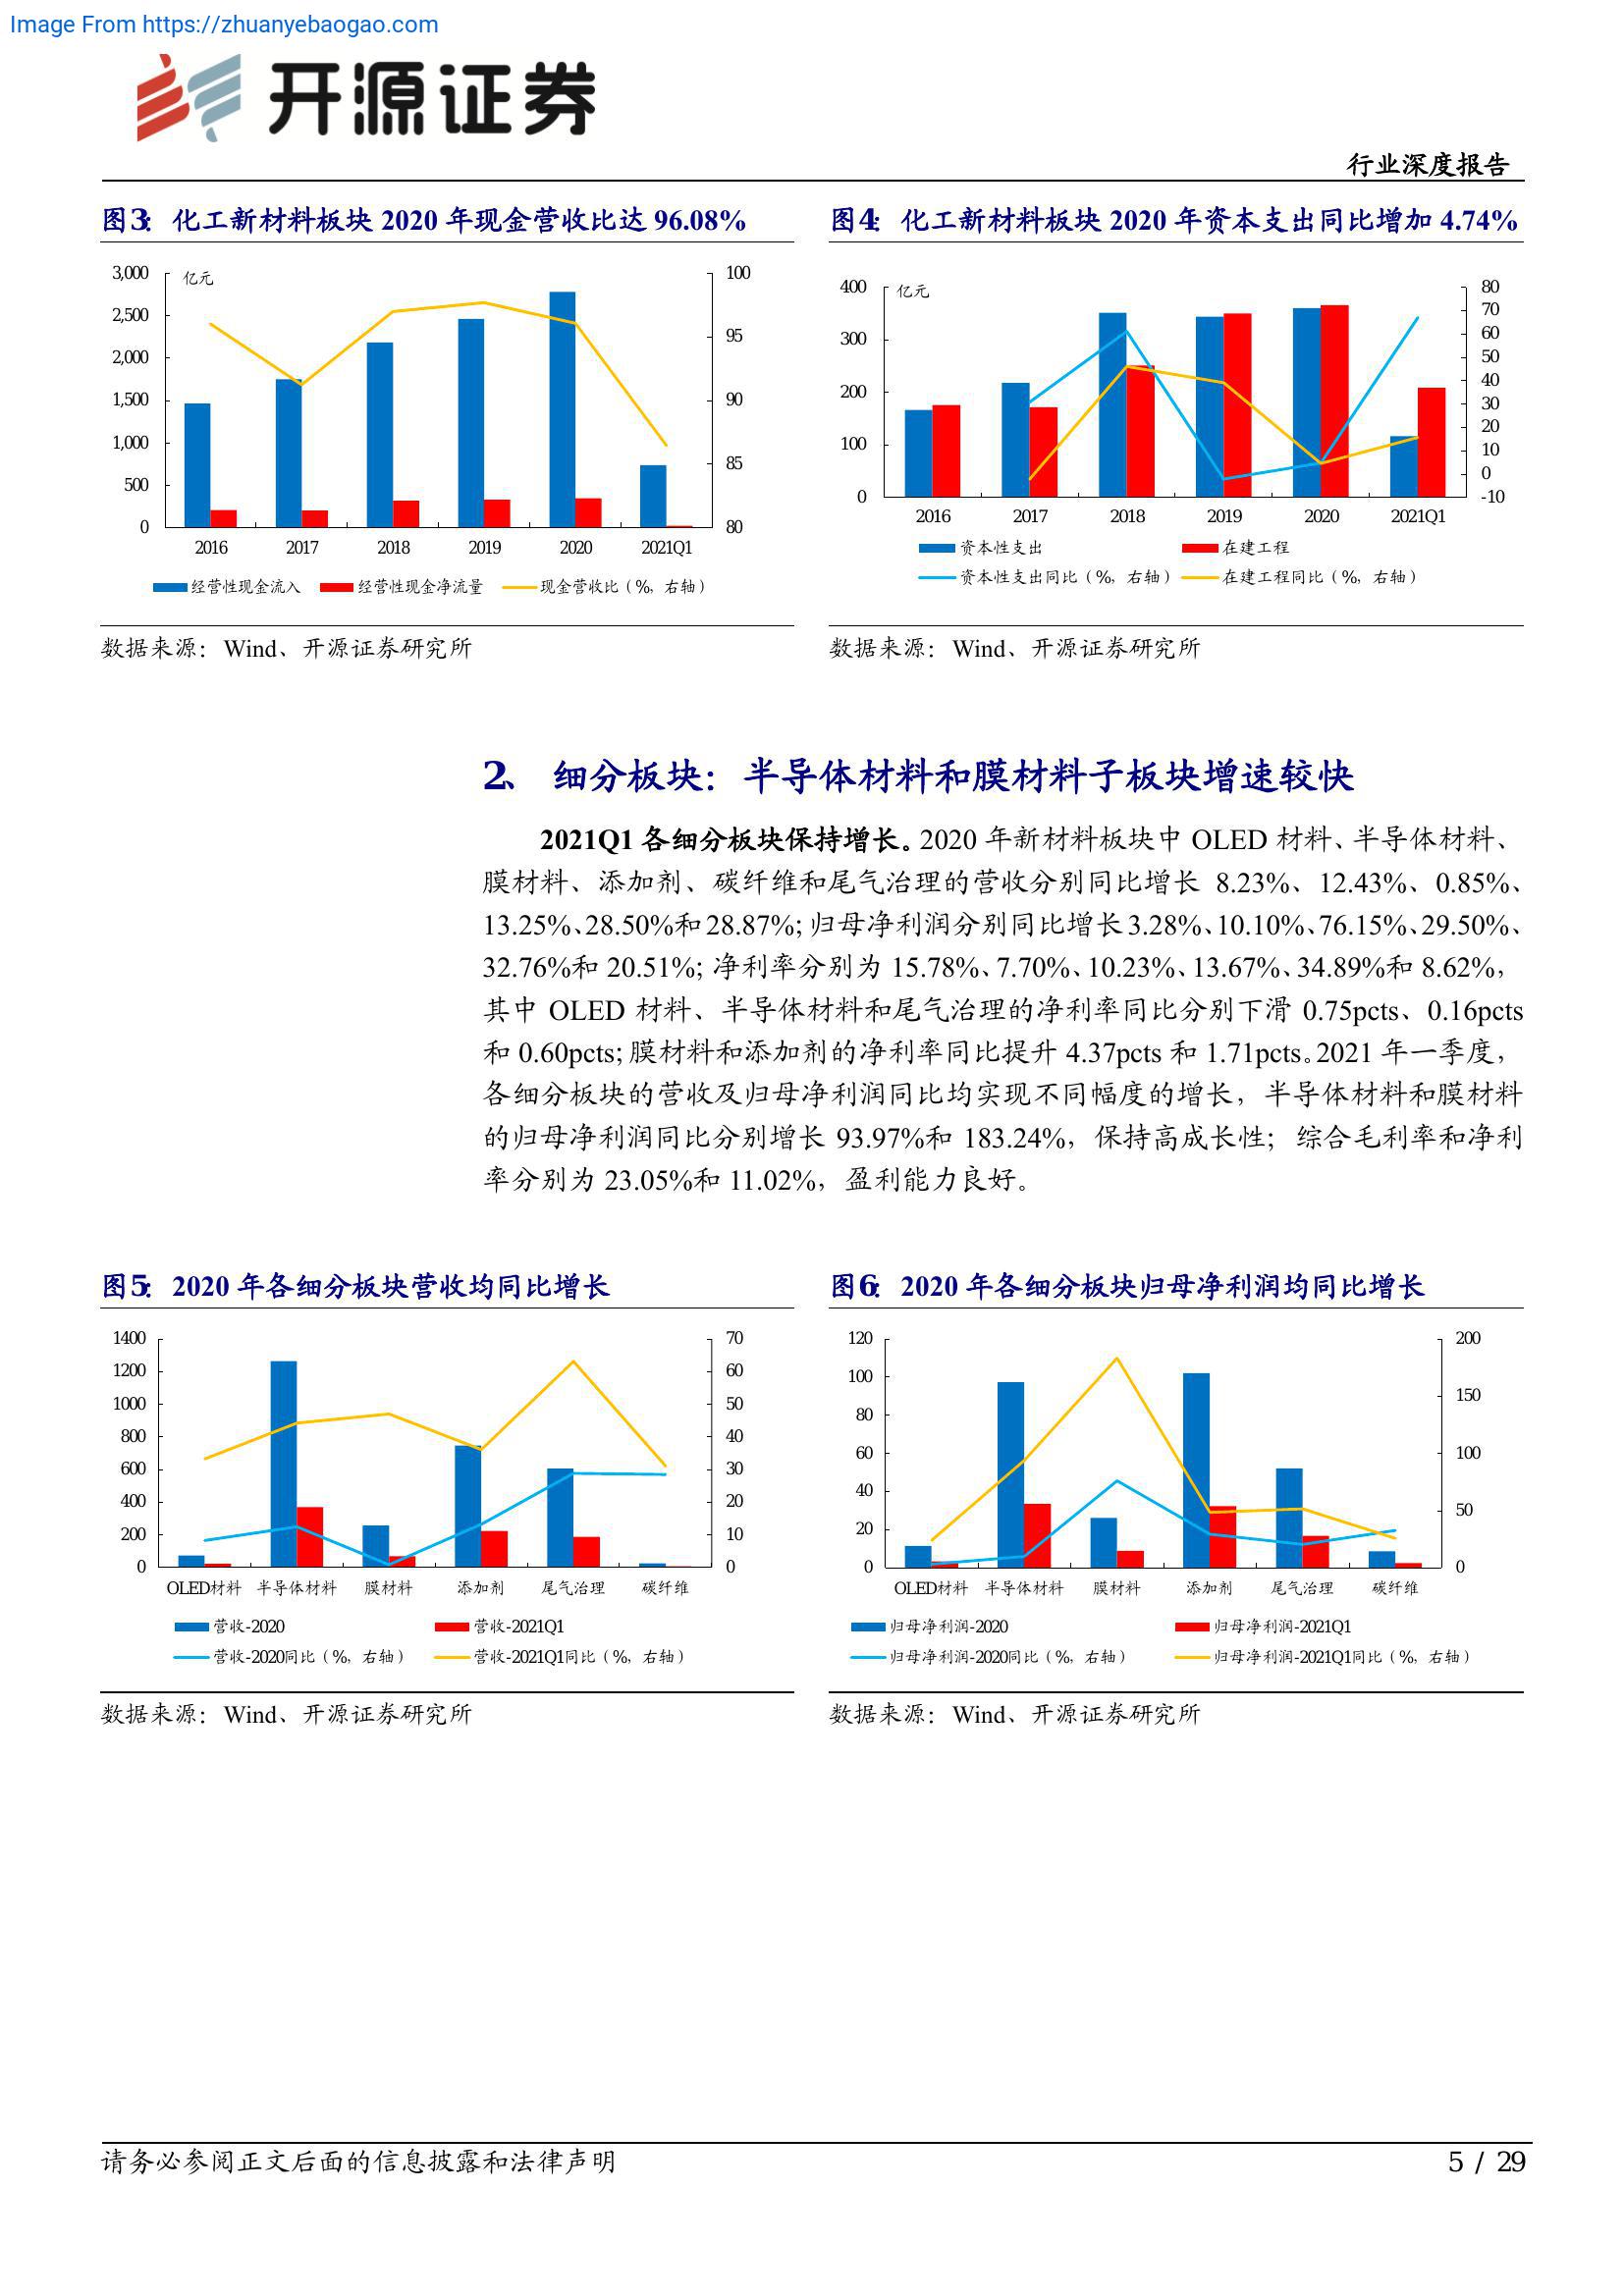 Image From https://zhuanyebaogao.com
开源证券
行业深度报告
图3: 化工新材料板块 2020 年现金营收比达 96.08%
3,000
2,500
2,000
1,500
1,000
500
0
亿元
100
95
90
85
80
2016 2017 2018 2019 2020 2021Q1
经营性现金流入 经营性现金净流量 现金营收比（%，右轴）
数据来源：Wind、开源证券研究所
图4: 化工新材料板块 2020 年资本支出同比增加 4.74%
400
300
200
100
0
亿元
80
70
60
50
40
30
20
10
0
-10
2016 2017 2018 2019 2020 2021Q1
资本性支出 在建工程
资本性支出同比（%，右轴） 在建工程同比（%，右轴）
数据来源：Wind、开源证券研究所
2、 细分板块：半导体材料和膜材料子板块增速较快
2021Q1 各细分板块保持增长。2020 年新材料板块中 OLED 材料、半导体材料、
膜材料、添加剂、碳纤维和尾气治理的营收分别同比增长 8.23%、12.43%、0.85%、
13.25%、28.50%和 28.87%；归母净利润分别同比增长 3.28%、10.10%、76.15%、29.50%、
32.76%和 20.51%；净利率分别为 15.78%、7.70%、10.23%、13.67%、34.89%和 8.62%，
其中 OLED 材料、半导体材料和尾气治理的净利率同比分别下滑 0.75pcts、0.16pcts
和 0.60pcts；膜材料和添加剂的净利率同比提升 4.37pcts 和 1.71pcts。2021 年一季度，
各细分板块的营收及归母净利润同比均实现不同幅度的增长，半导体材料和膜材料
的归母净利润同比分别增长 93.97%和 183.24%，保持高成长性；综合毛利率和净利
率分别为 23.05%和 11.02%，盈利能力良好。
图5: 2020 年各细分板块营收均同比增长
1400
1200
1000
800
600
400
200
0
70
60
50
40
30
20
10
0
OLED材料 半导体材料 膜材料 添加剂 尾气治理 碳纤维
营收-2020 营收-2021Q1
营收-2020同比（%，右轴） 营收-2021Q1同比（%，右轴）
数据来源：Wind、开源证券研究所
图6: 2020 年各细分板块归母净利润均同比增长
120
100
80
60
40
20
0
200
150
100
50
0
OLED材料 半导体材料 膜材料 添加剂 尾气治理 碳纤维
归母净利润-2020 归母净利润-2021Q1
归母净利润-2020同比（%，右轴） 归母净利润-2021Q1同比（%，右轴）
数据来源：Wind、开源证券研究所
请务必参阅正文后面的信息披露和法律声明
5 / 29